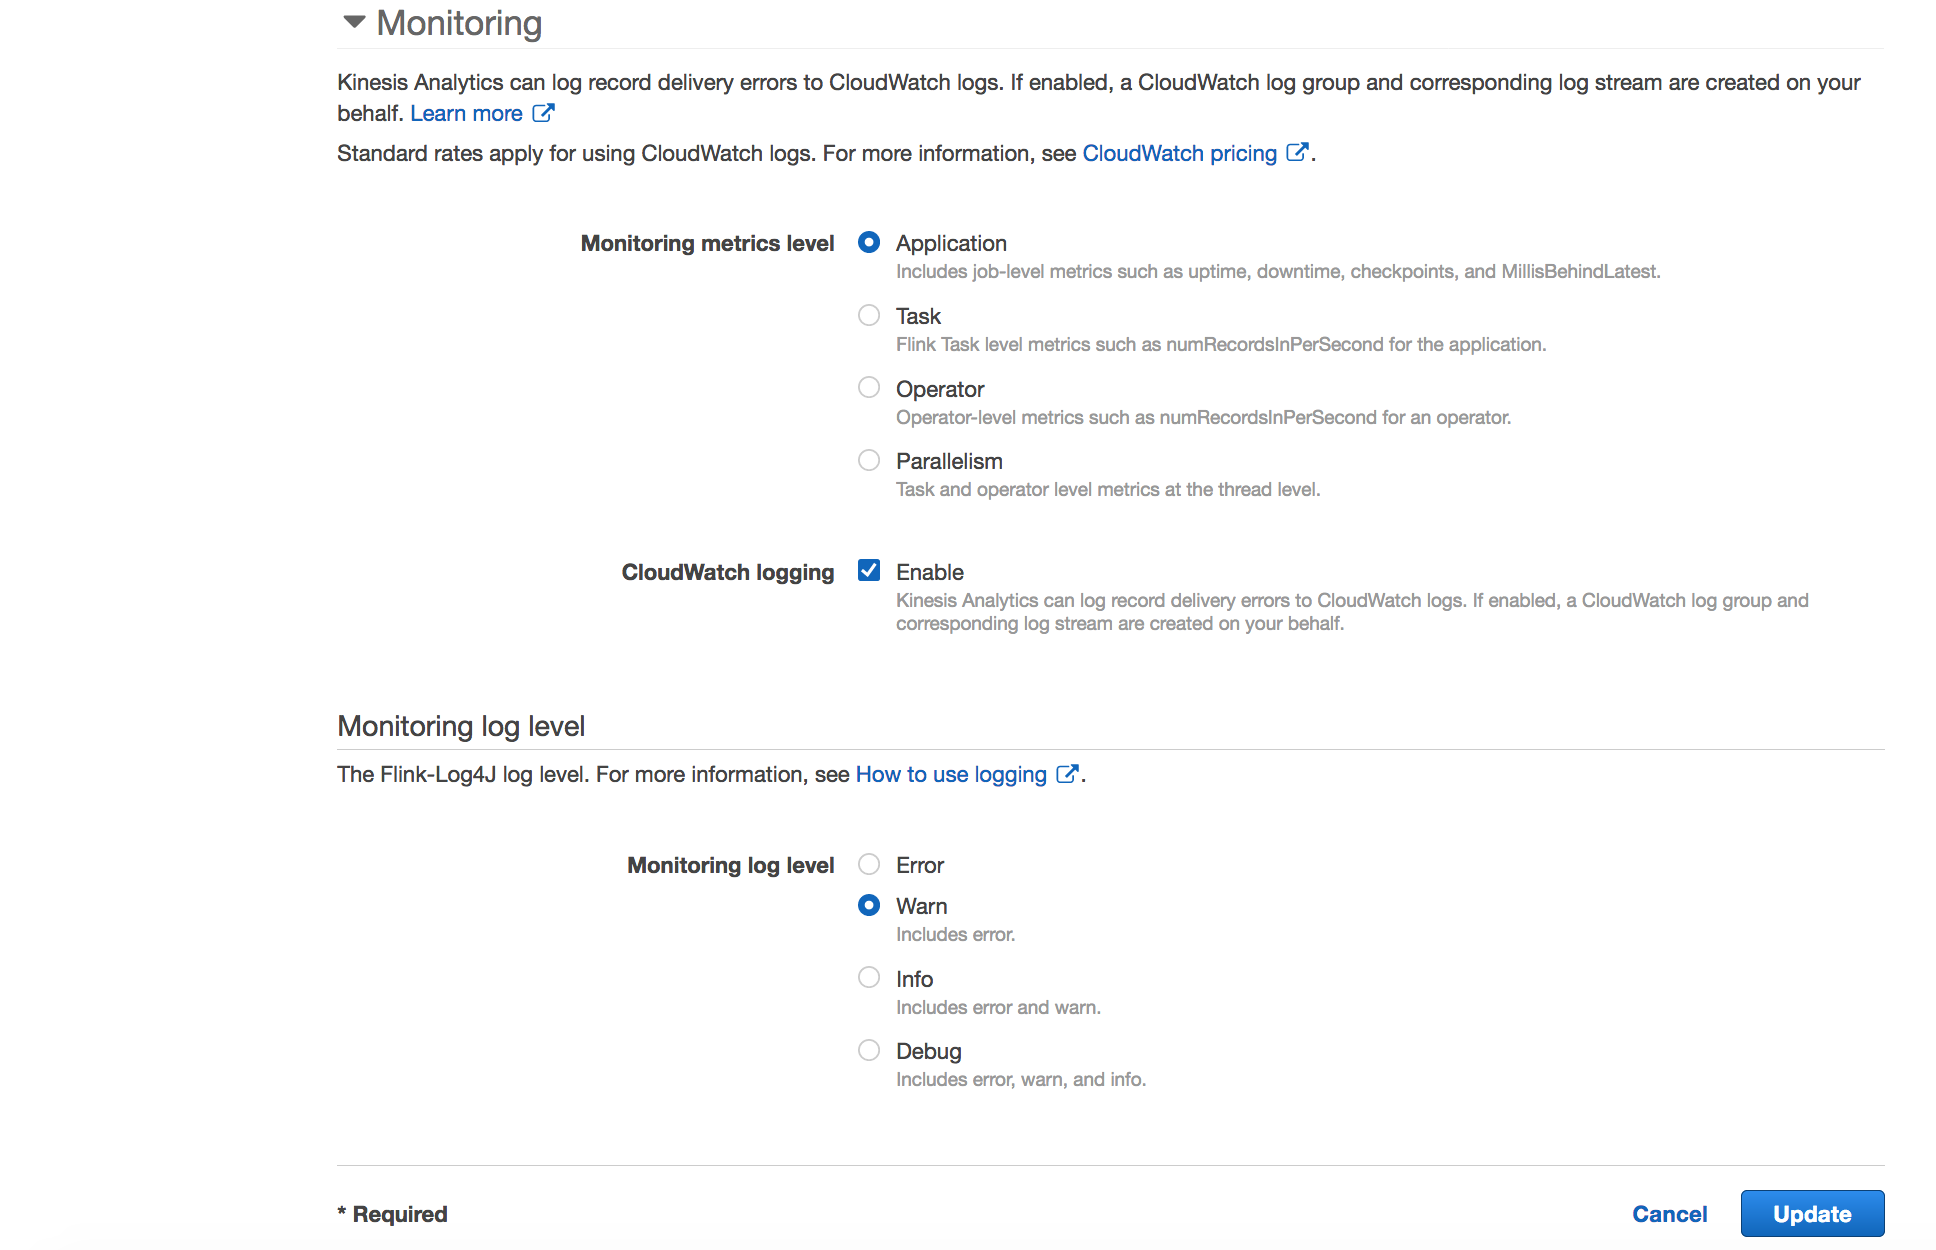 Monitoring
Kinesis Analytics can log record delivery errors to CloudWatch logs. If enabled, a CloudWatch log group and corresponding log stream are created on your
behalf. Learn more
Standard rates apply for using CloudWatch logs. For more information, see CloudWatch pricing .
Monitoring metrics level
Application
Includes job-level metrics such as uptime, downtime, checkpoints, and MillisBehindLatest.
Task
Flink Task level metrics such as numRecordsInPerSecond for the application.
Operator
Operator-level metrics such as numRecordsInPerSecond for an operator.
Parallelism
Task and operator level metrics at the thread level.
CloudWatch logging
Enable
Kinesis Analytics can log record delivery errors to CloudWatch logs. If enabled, a CloudWatch log group and
corresponding log stream are created on your behalf.
Monitoring log level
The Flink-Log4J log level. For more information, see How to use logging .
Monitoring log level
Error
Warn
Includes error.
Info
Includes error and warn.
Debug
Includes error, warn, and info.
* Required
Cancel
Update